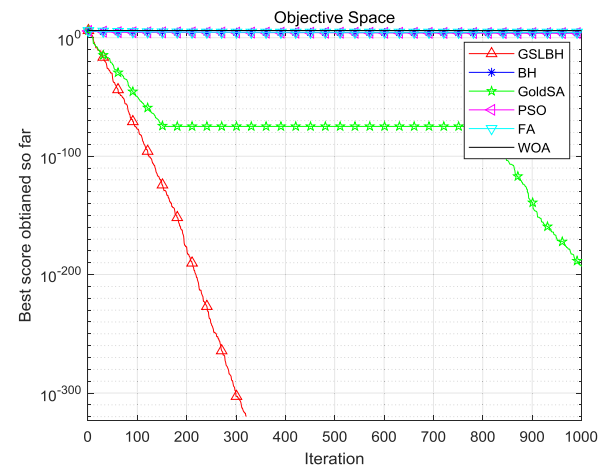 Objective Space
10^0
10^-100
10^-200
10^-300
Best score obtianed so far
0 100 200 300 400 500 600 700 800 900 1000
Iteration
GSLBH
BH
GoldSA
PSO
FA
WOA